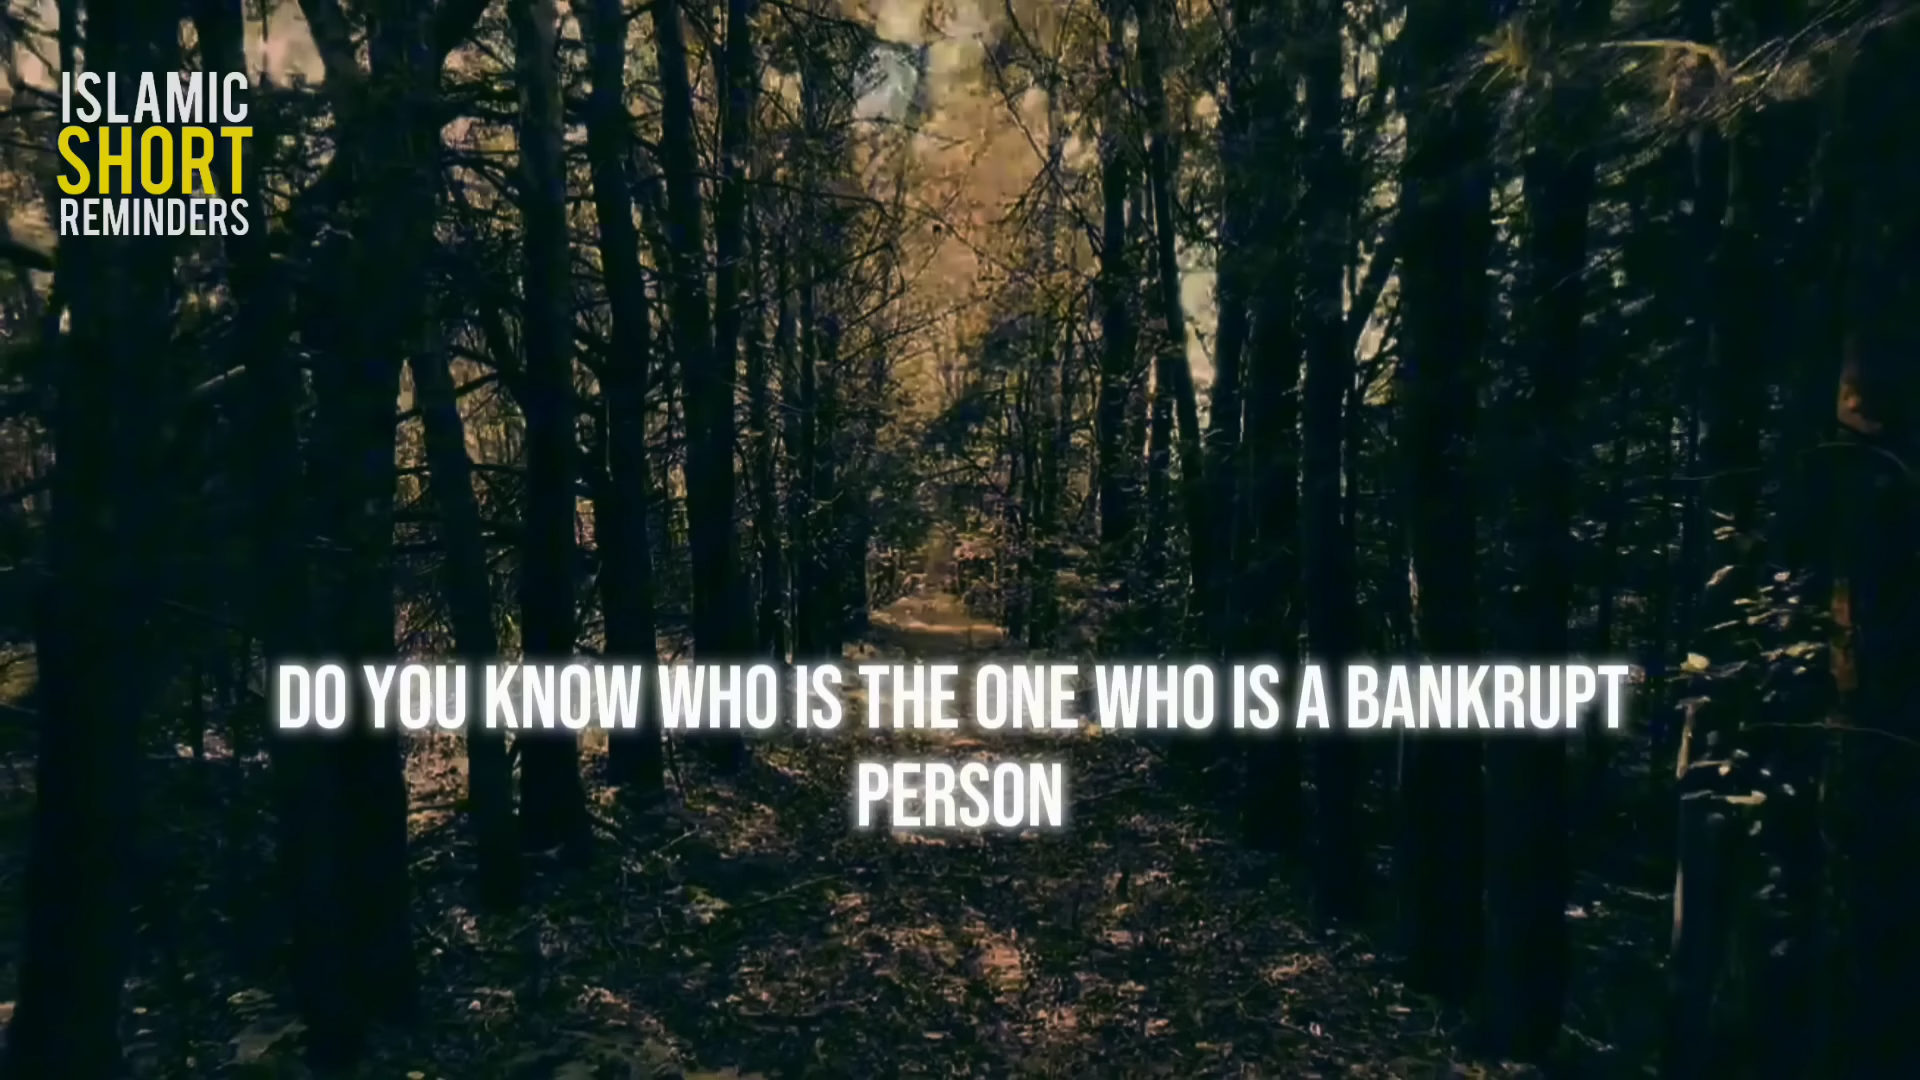 ISLAMIC
SHORT
REMINDERS
DO YOU KNOW WHO IS THE ONE WHO IS A BANKRUPT
PERSON